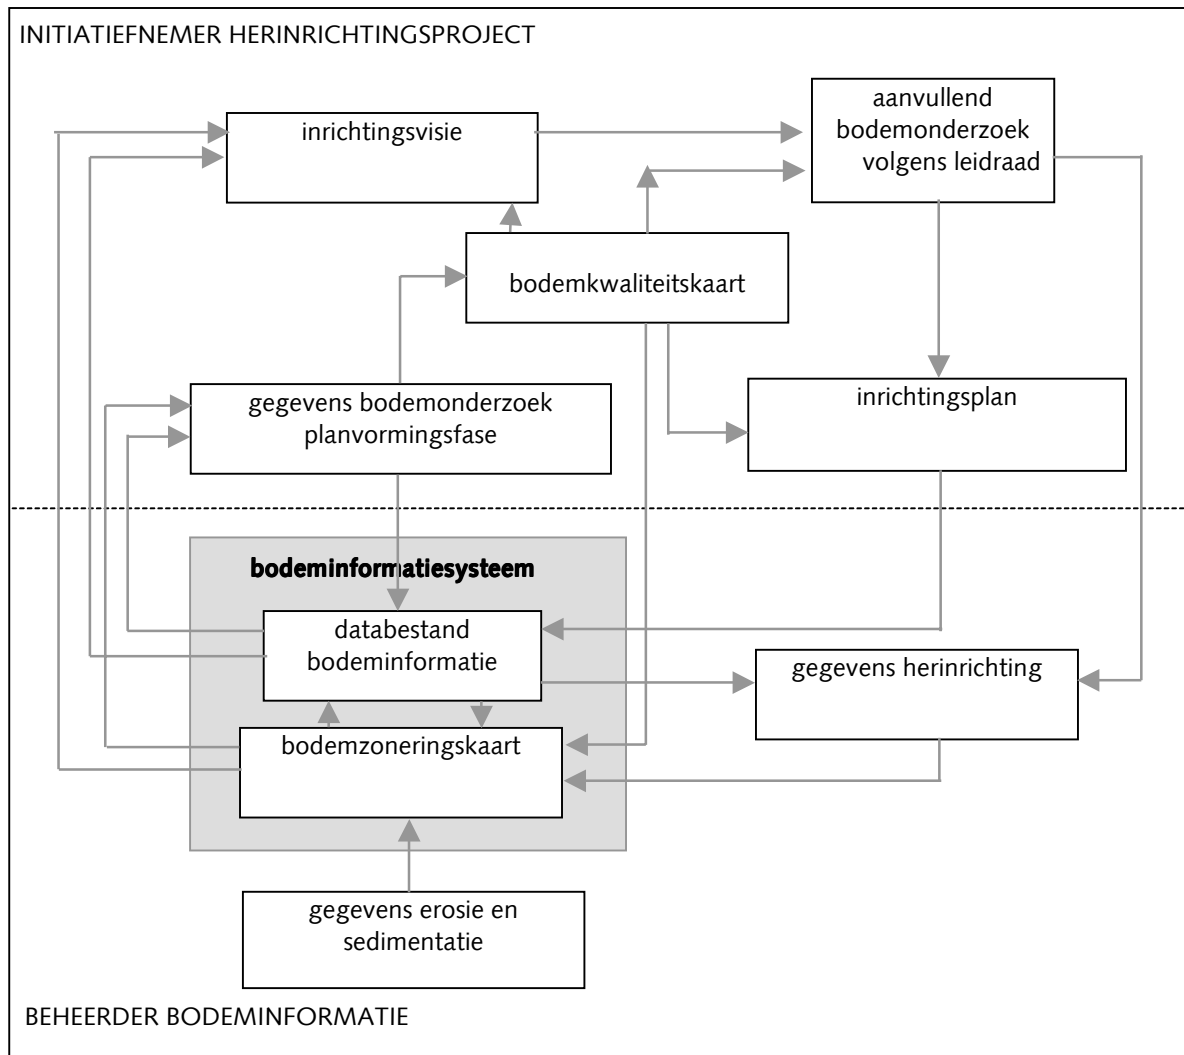 INITIATIEFNEMER HERINRICHTINGSPROJECT
inrichtingsvisie
aanvullend
bodemonderzoek
volgens leidraad
bodemkwaliteitskaart
gegevens bodemonderzoek
planvormingsfase
inrichtingsplan
bodeminformatiesysteem
databestand
bodeminformatie
gegevens herinrichting
bodemzoneringskaart
gegevens erosie en
sedimentatie
BEHEERDER BODEMINFORMATIE